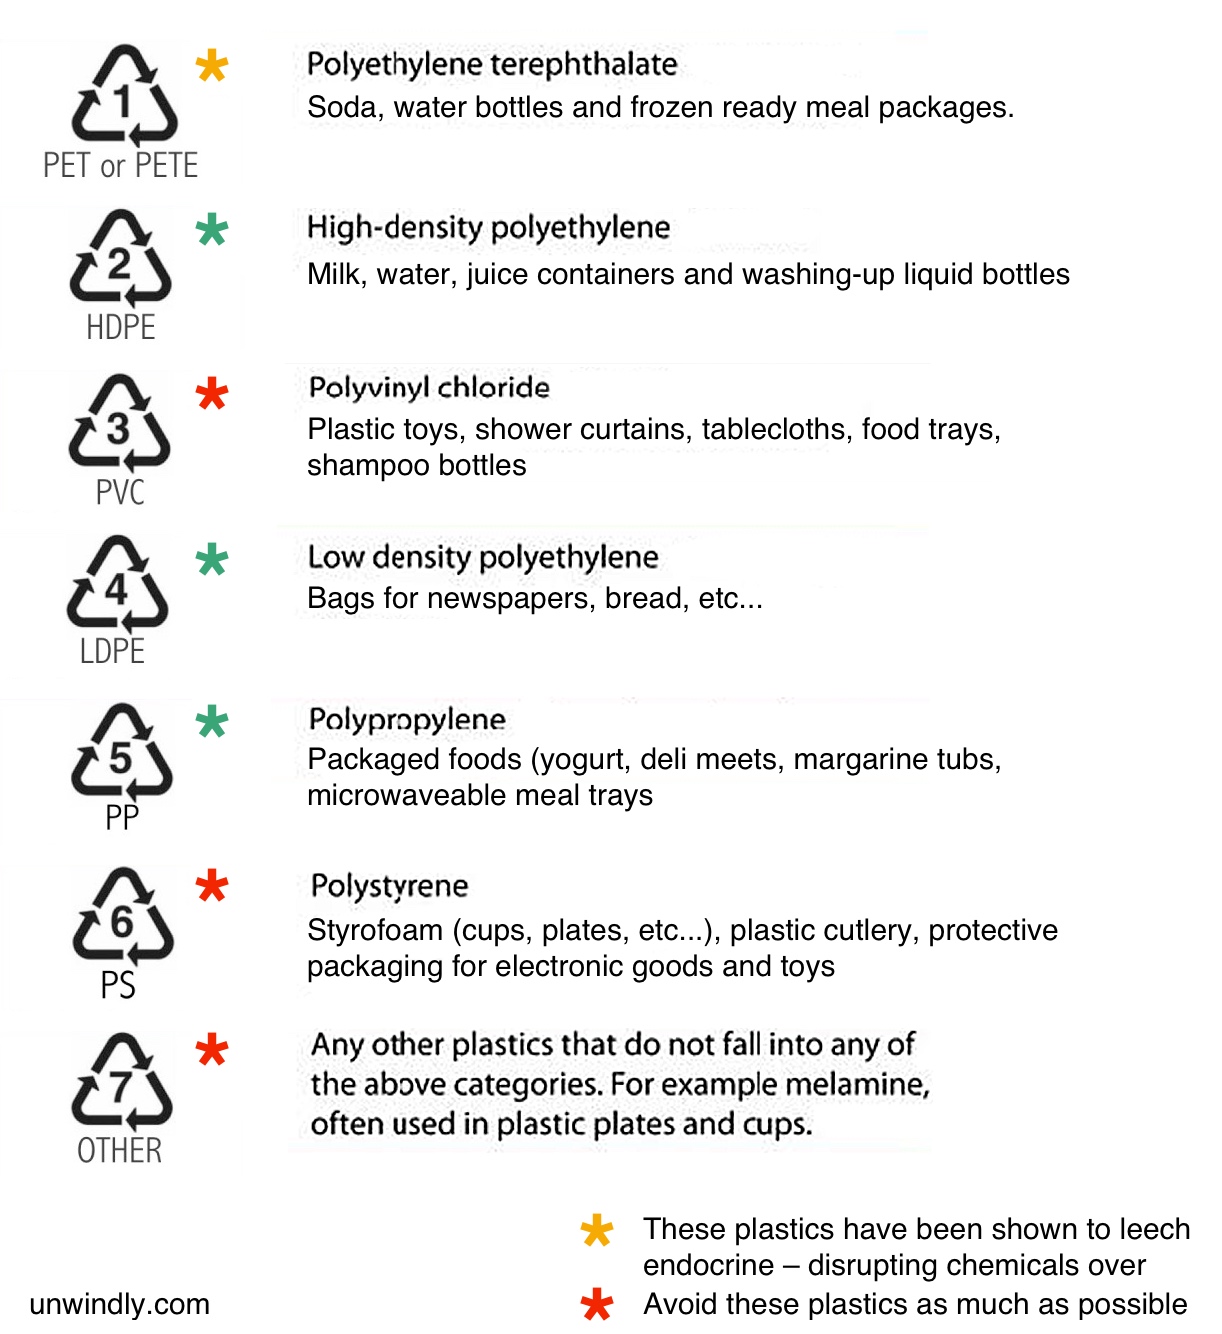 1
PET or PETE
*
Polyethylene terephthalate
Soda, water bottles and frozen ready meal packages.
2
HDPE
*
High-density polyethylene
Milk, water, juice containers and washing-up liquid bottles
3
PVC
*
Polyvinyl chloride
Plastic toys, shower curtains, tablecloths, food trays,
shampoo bottles
4
LDPE
*
Low density polyethylene
Bags for newspapers, bread, etc...
5
PP
*
Polypropylene
Packaged foods (yogurt, deli meets, margarine tubs,
microwaveable meal trays
6
PS
*
Polystyrene
Styrofoam (cups, plates, etc...), plastic cutlery, protective
packaging for electronic goods and toys
7
OTHER
*
Any other plastics that do not fall into any of
the above categories. For example melamine,
often used in plastic plates and cups.
* These plastics have been shown to leech
endocrine – disrupting chemicals over
* Avoid these plastics as much as possible
unwindly.com